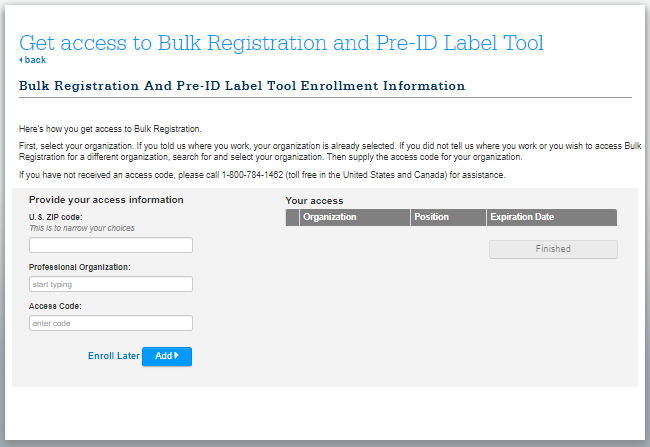 Get access to Bulk Registration and Pre-ID Label Tool
back
Bulk Registration And Pre-ID Label Tool Enrollment Information
Here's how you get access to Bulk Registration.
First, select your organization. If you told us where you work, your organization is already selected. If you did not tell us where you work or you wish to access Bulk
Registration for a different organization, search for and select your organization. Then supply the access code for your organization.
If you have not received an access code, please call 1-800-784-1462 (toll free in the United States and Canada) for assistance.
Provide your access information
U.S. ZIP code:
This is to narrow your choices
Professional Organization:
start typing
Access Code:
enter code
Enroll Later Add
Your access
Organization Position Expiration Date
Finished